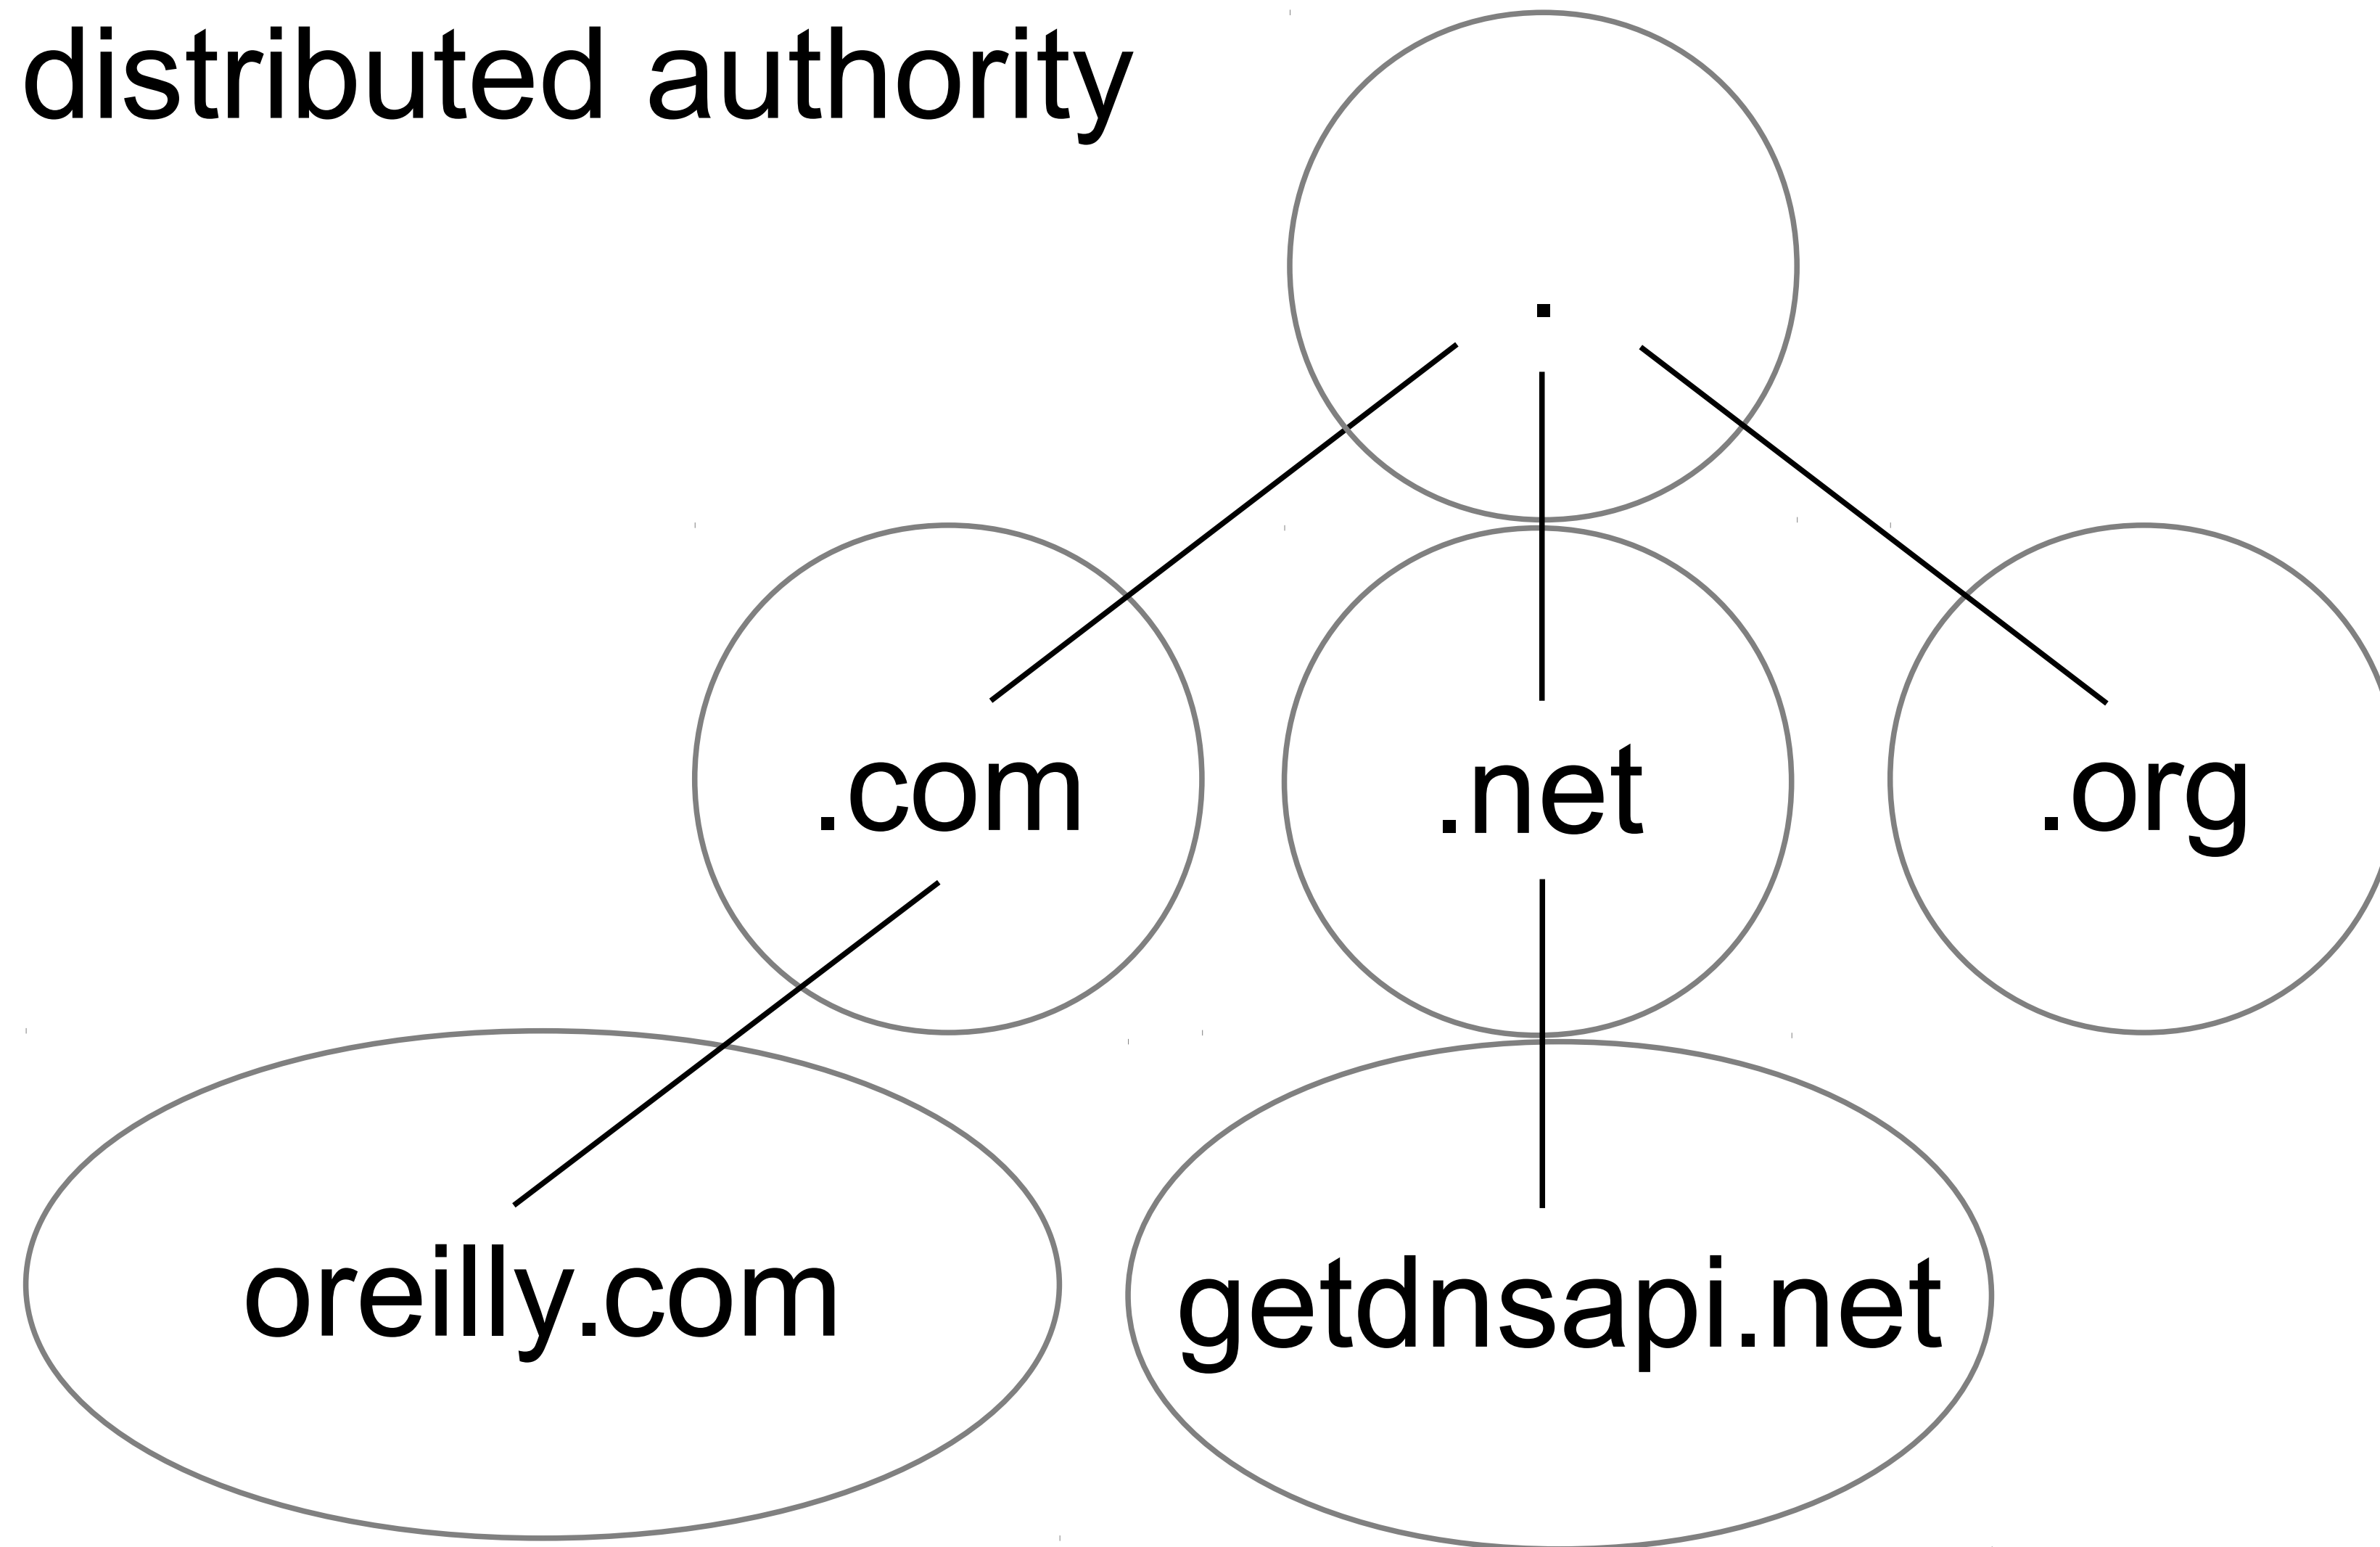 distributed authority
.
.com
.net
.org
oreilly.com
getdnsapi.net